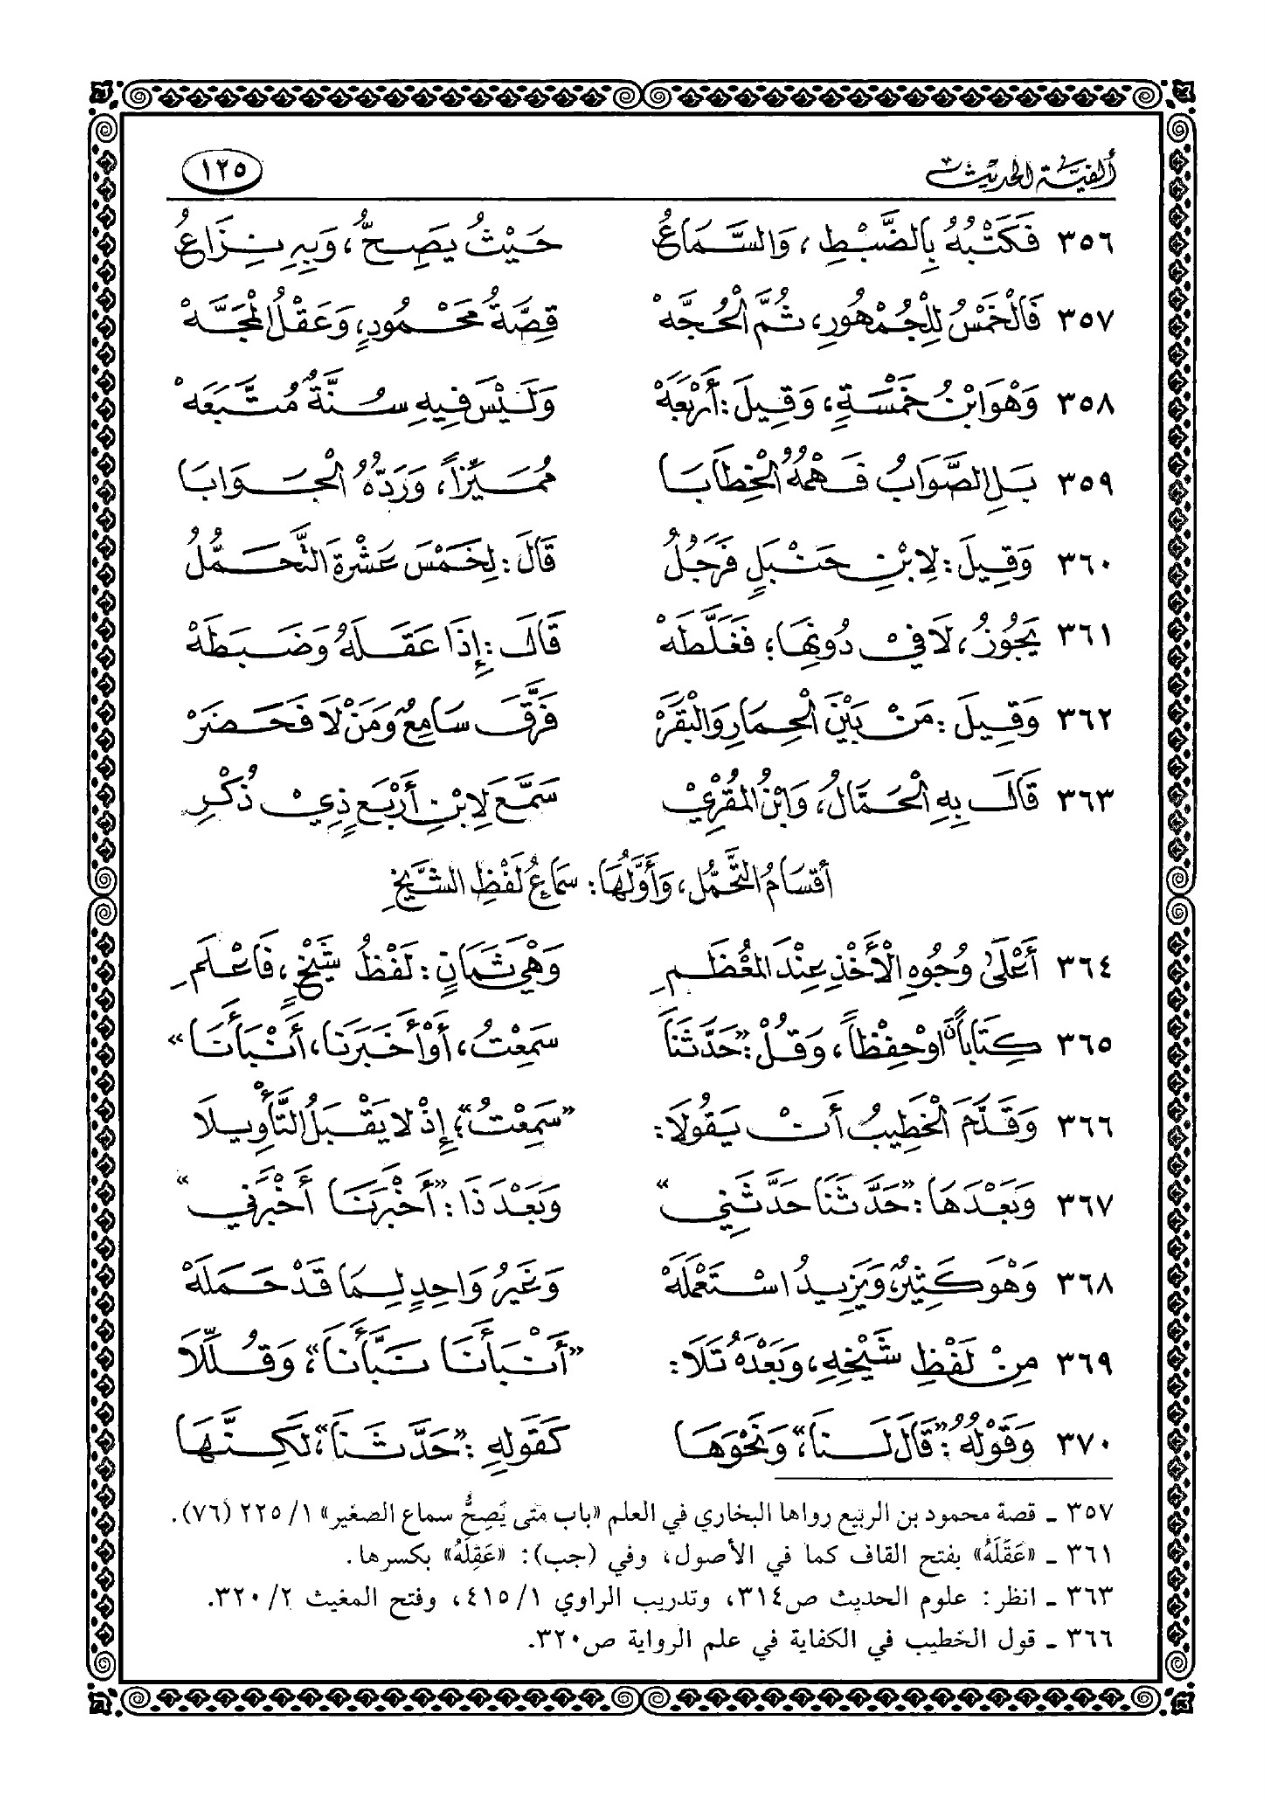 ألفية الحديث ١٢٥
٣٥٦ فَكَتْبُهُ بِالضَّبْطِ، وَالسَّمَاعُ حَيْثُ يَصِحُّ، وَبِهِ نِزَاعُ
٣٥٧ فَالْخَمْسُ لِلْجُمْهُورِ، ثُمَّ الْحُجَّهْ قِصَّةُ مَحْمُودٍ، وَعَقْلُ الْمَجَّهْ
٣٥٨ وَهْوَ ابْنُ خَمْسَةٍ، وَقِيلَ: أَرْبَعَهْ وَلَيْسَ فِيهِ سُنَّةٌ مُتَّبَعَهْ
٣٥٩ بَلِ الصَّوَابُ فَهْمُهُ الْخِطَابَا مُمَيِّزاً، وَرَدُّهُ الْجَوَابَا
٣٦٠ وَقِيلَ: لِابْنِ حَنْبَلٍ فَرَجُلُ قَالَ: لِخَمْسَ عَشْرَةَ التَّحَمُّلُ
٣٦١ يَجُوزُ، لَا فِيْ دُونِهَا، فَغَلَّطَهْ قَالَ: إِذَا عَقَلَهُ وَضَبَطَهْ
٣٦٢ وَقِيلَ: مَنْ بَيْنَ الْحِمَارِ وَالْبَقَرْ فَرَّقَ سَامِعٌ وَمَنْ لَا فَحَضَرْ
٣٦٣ قَالَ بِهِ الْحَمَّالُ، وَابْنُ الْمُقْرِيْ سَمَّعَ لِابْنِ أَرْبَعٍ ذِيْ ذُكْرِ
أَقْسَامُ التَّحَمُّلِ، وَأَوَّلُهَا: سَمَاعُ لَفْظِ الشَّيْخِ
٣٦٤ أَعْلَى وُجُوهِ الْأَخْذِ عِنْدَ الْمُعْظَمِ وَهْيَ ثَمَانٍ: لَفْظُ شَيْخٍ، فَاعْلَمِ
٣٦٥ كِتَاباً اوْ حِفْظاً، وَقُلْ: «حَدَّثَنَا سَمِعْتُ، أَوْ أَخْبَرَنَا، أَنْبَأَنَا»
٣٦٦ وَقَدَّمَ الْخَطِيبُ أَنْ يَقُولَا: «سَمِعْتُ»؛ إِذْ لَا يَقْبَلُ التَّأْوِيلَا
٣٦٧ وَبَعْدَهَا: «حَدَّثَنَا حَدَّثَنِي» وَبَعْدَ ذَا: «أَخْبَرَنَا أَخْبَرَنِي»
٣٦٨ وَهْوَ كَثِيرٌ، وَيَزِيدُ اسْتَعْمَلَهْ وَغَيْرُ وَاحِدٍ لِمَا قَدْ حَمَلَهْ
٣٦٩ مِنْ لَفْظِ شَيْخِهِ، وَبَعْدَهُ تَلَا: «أَنْبَأَنَا نَبَّأَنَا»، وَقُلِّلَا
٣٧٠ وَقَوْلُهُ: «قَالَ لَنَا»، وَنَحْوَهَا كَقَوْلِهِ: «حَدَّثَنَا»، لَكِنَّهَا
٣٥٧ ـ قصة محمود بن الربيع رواها البخاري في العلم «باب متى يَصِحُّ سماع الصغير» ١/ ٢٢٥ (٧٦).
٣٦١ ـ «عَقَلَهُ» بفتح القاف كما في الأصول، وفي (جب): «عَقِلَهُ» بكسرها.
٣٦٣ ـ انظر: علوم الحديث ص٣١٤، وتدريب الراوي ١/ ٤١٥، وفتح المغيث ٢/ ٣٢٠.
٣٦٦ ـ قول الخطيب في الكفاية في علم الرواية ص٣٢٠.